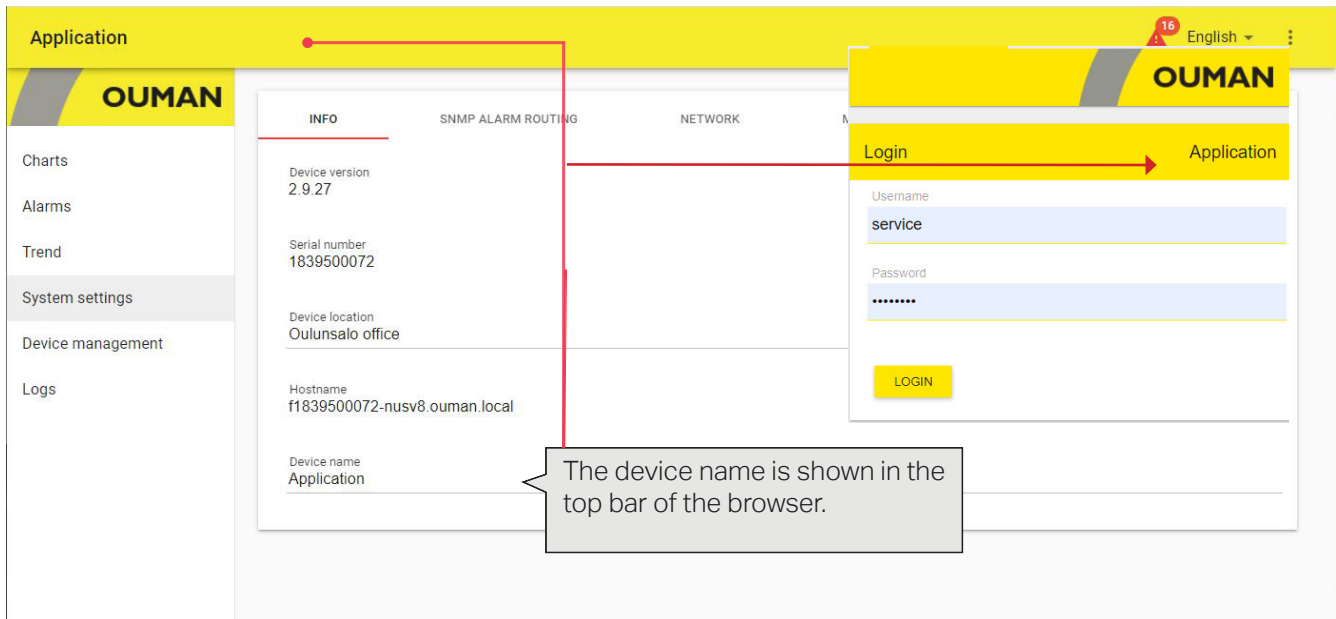 Application
16
English
OUMAN
Charts
Alarms
Trend
System settings
Device management
Logs
INFO
SNMP ALARM ROUTING
NETWORK
Device version
2.9.27
Serial number
1839500072
Device location
Oulunsalo office
Hostname
f1839500072-nusv8.ouman.local
Device name
Application
The device name is shown in the
top bar of the browser.
OUMAN
Login
Application
Username
service
Password
••••••••
LOGIN